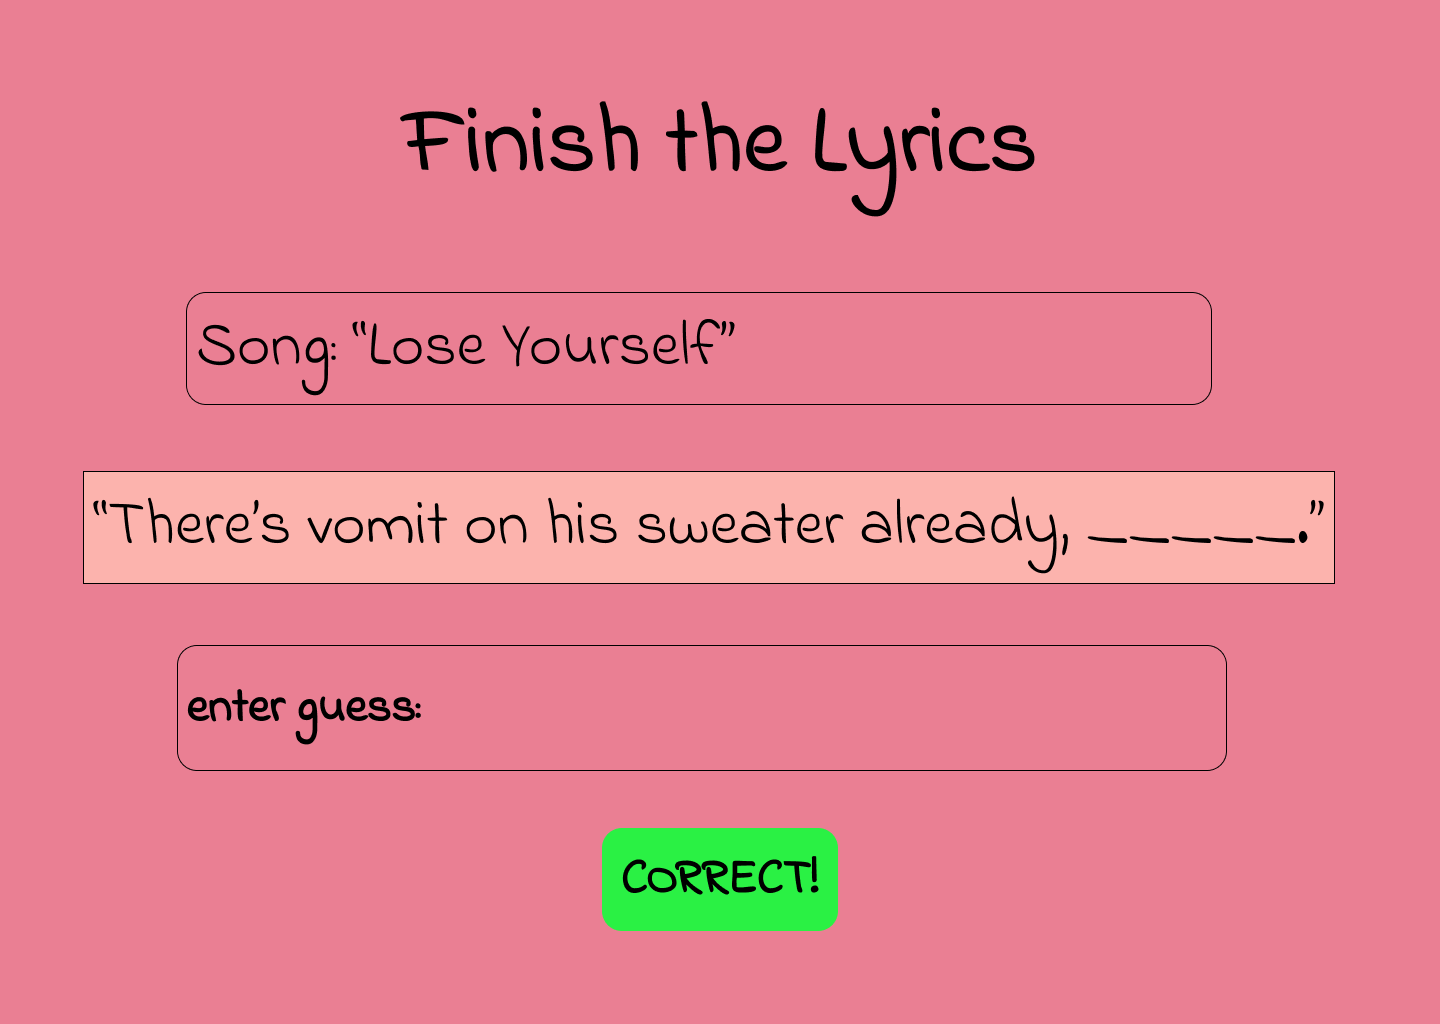 Finish the Lyrics
Song: “Lose Yourself”
“There’s vomit on his sweater already, _____.”
enter guess:
CORRECT!